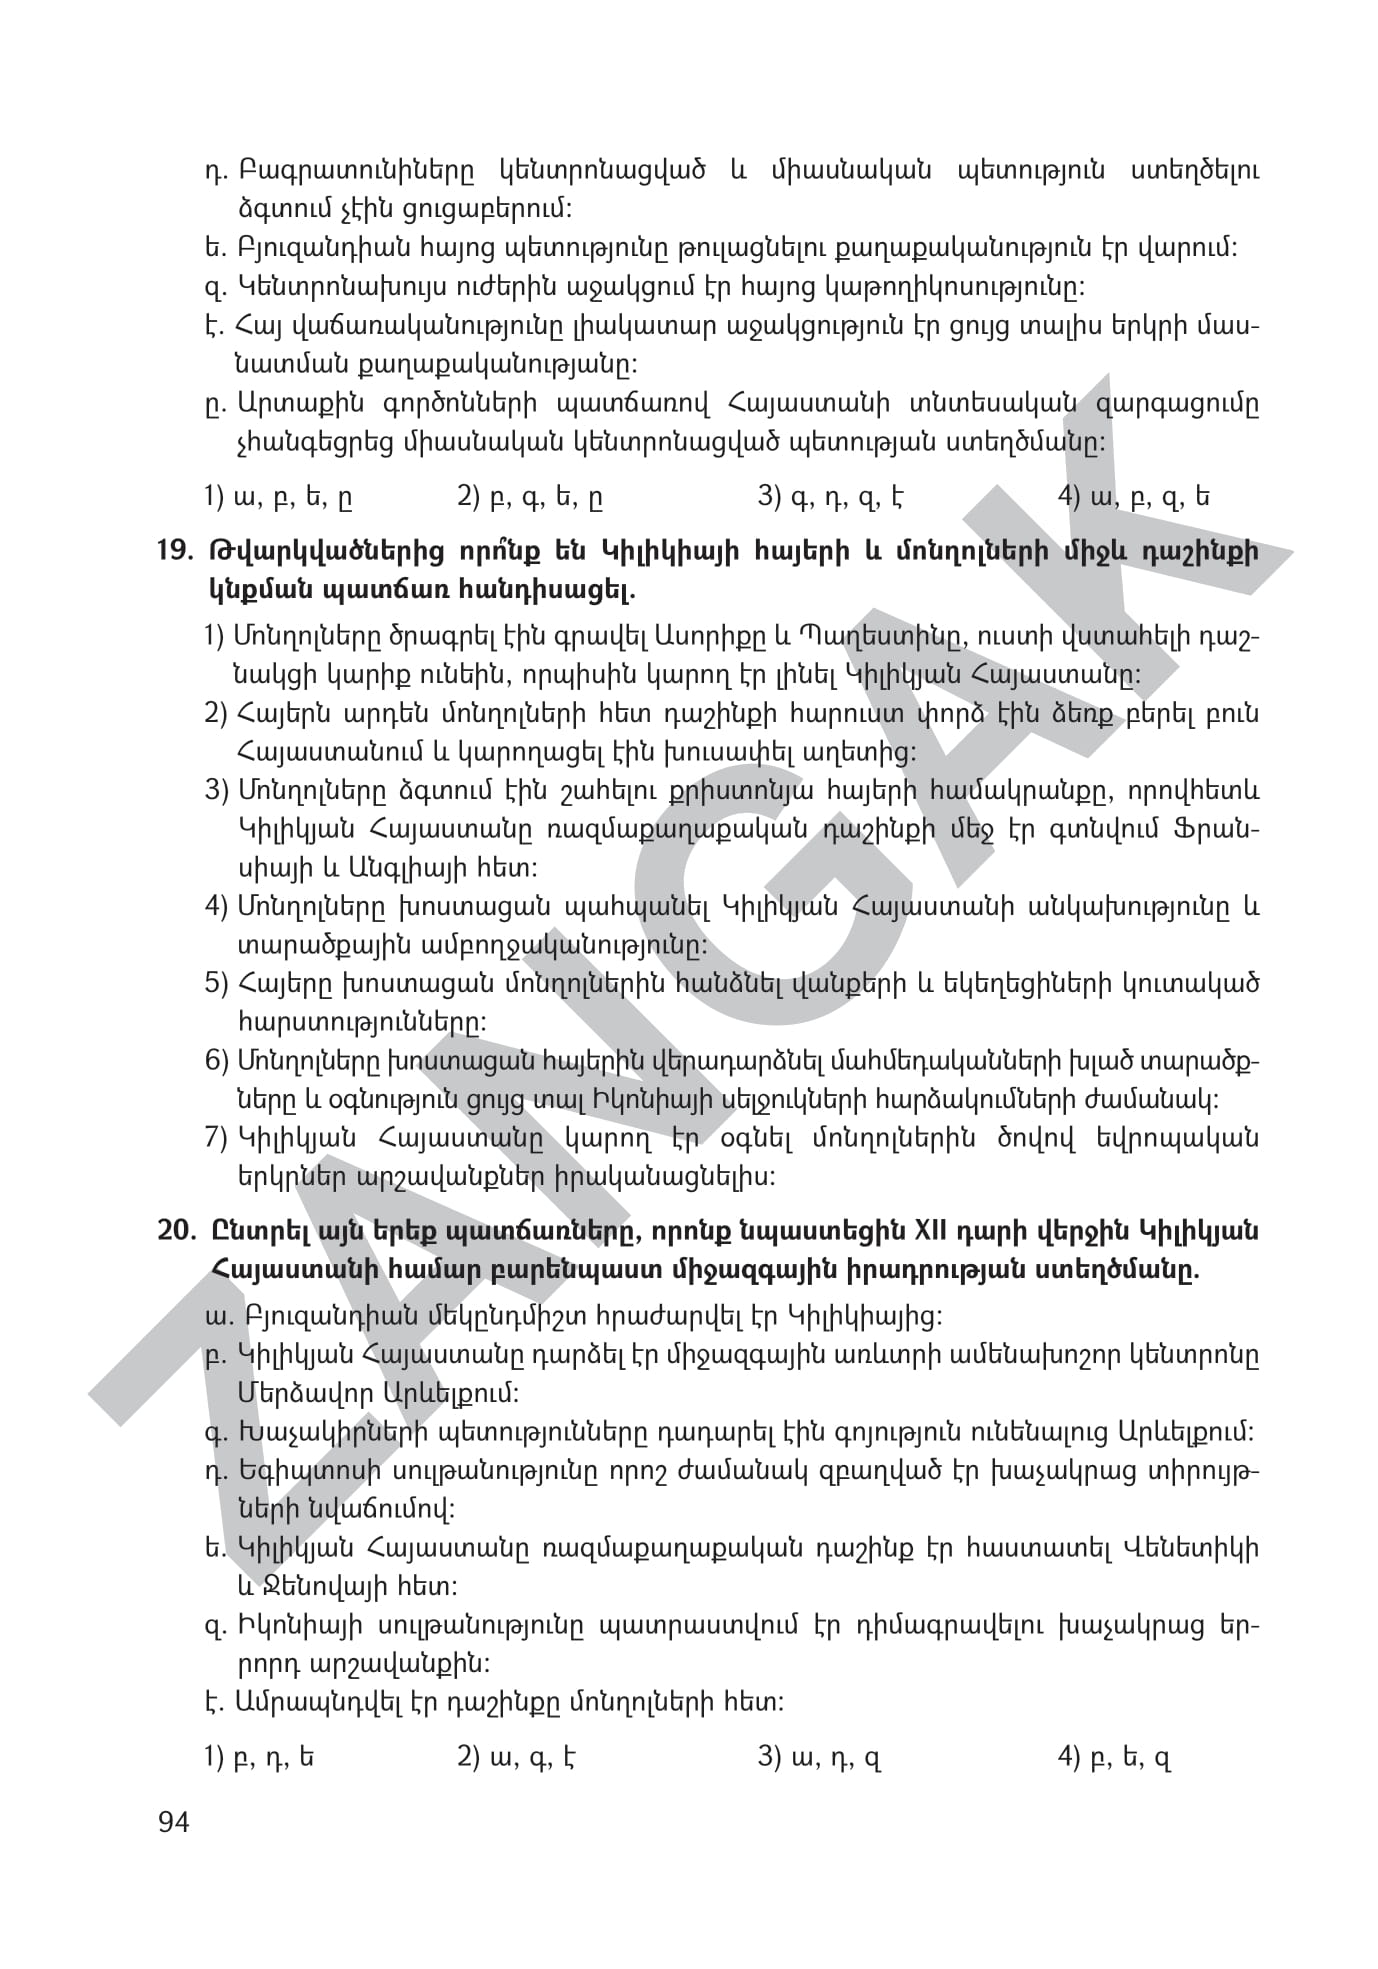 դ. Բագրատունիները կենտրոնացված և միասնական պետություն ստեղծելու
ձգտում չէին ցուցաբերում:
ե. Բյուզանդիան հայոց պետությունը թուլացնելու քաղաքականություն էր վարում:
զ. Կենտրոնախույս ուժերին աջակցում էր հայոց կաթողիկոսությունը:
է. Հայ վաճառականությունը լիակատար աջակցություն էր ցույց տալիս երկրի մաս-
նատման քաղաքականությանը:
ը. Արտաքին գործոնների պատճառով Հայաստանի տնտեսական զարգացումը
չհանգեցրեց միասնական կենտրոնացված պետության ստեղծմանը:
1) ա, բ, ե, ը 2) բ, գ, ե, ը 3) գ, դ, զ, է 4) ա, բ, զ, ե
19. Թվարկվածներից որո՞նք են Կիլիկիայի հայերի և մոնղոլների միջև դաշինքի
կնքման պատճառ հանդիսացել.
1) Մոնղոլները ծրագրել էին գրավել Ասորիքը և Պաղեստինը, ուստի վստահելի դաշ-
նակցի կարիք ունեին, որպիսին կարող էր լինել Կիլիկյան Հայաստանը:
2) Հայերն արդեն մոնղոլների հետ դաշինքի հարուստ փորձ էին ձեռք բերել բուն
Հայաստանում և կարողացել էին խուսափել աղետից:
3) Մոնղոլները ձգտում էին շահելու քրիստոնյա հայերի համակրանքը, որովհետև
Կիլիկյան Հայաստանը ռազմաքաղաքական դաշինքի մեջ էր գտնվում Ֆրան-
սիայի և Անգլիայի հետ:
4) Մոնղոլները խոստացան պահպանել Կիլիկյան Հայաստանի անկախությունը և
տարածքային ամբողջականությունը:
5) Հայերը խոստացան մոնղոլներին հանձնել վանքերի և եկեղեցիների կուտակած
հարստությունները:
6) Մոնղոլները խոստացան հայերին վերադարձնել մահմեդականների խլած տարածք-
ները և օգնություն ցույց տալ Իկոնիայի սելջուկների հարձակումների ժամանակ:
7) Կիլիկյան Հայաստանը կարող էր օգնել մոնղոլներին ծովով եվրոպական
երկրներ արշավանքներ իրականացնելիս:
20. Ընտրել այն երեք պատճառները, որոնք նպաստեցին XII դարի վերջին Կիլիկյան
Հայաստանի համար բարենպաստ միջազգային իրադրության ստեղծմանը.
ա. Բյուզանդիան մեկընդմիշտ հրաժարվել էր Կիլիկիայից:
բ. Կիլիկյան Հայաստանը դարձել էր միջազգային առևտրի ամենախոշոր կենտրոնը
Մերձավոր Արևելքում:
գ. Խաչակիրների պետությունները դադարել էին գոյություն ունենալուց Արևելքում:
դ. Եգիպտոսի սուլթանությունը որոշ ժամանակ զբաղված էր խաչակրաց տիրույթ-
ների նվաճումով:
ե. Կիլիկյան Հայաստանը ռազմաքաղաքական դաշինք էր հաստատել Վենետիկի
և Ջենովայի հետ:
զ. Իկոնիայի սուլթանությունը պատրաստվում էր դիմագրավելու խաչակրաց եր-
րորդ արշավանքին:
է. Ամրապնդվել էր դաշինքը մոնղոլների հետ:
1) բ, դ, ե 2) ա, գ, է 3) ա, դ, զ 4) բ, ե, զ
94
ZANGAK